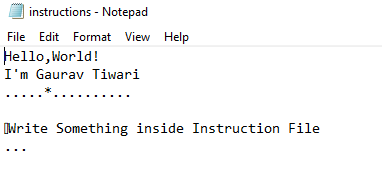 instructions - Notepad
File Edit Format View Help
Hello,World!
I'm Gaurav Tiwari
.....*..........

▯Write Something inside Instruction File
...